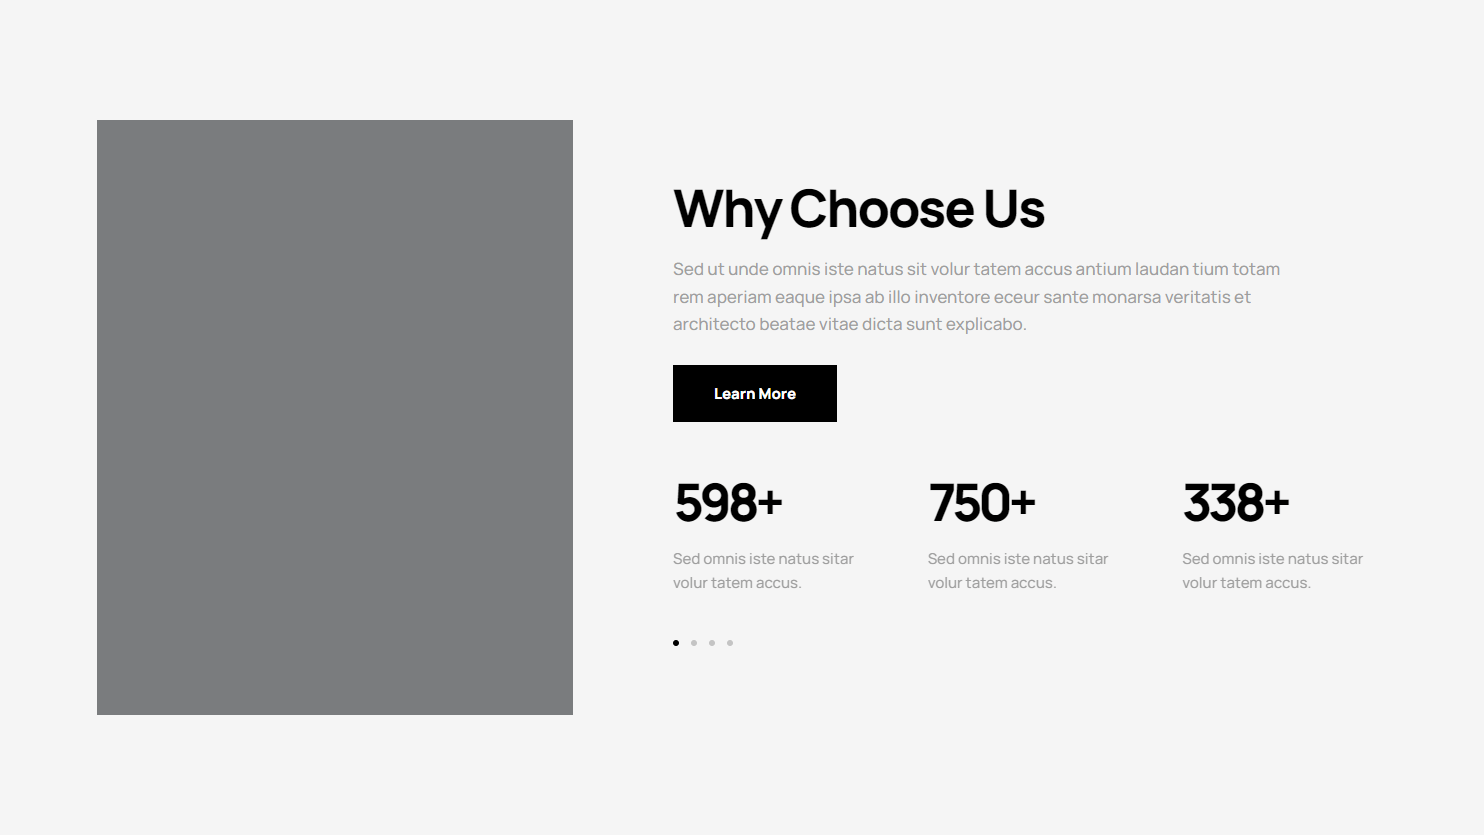 Why Choose Us
Sed ut unde omnis iste natus sit volur tatem accus antium laudan tium totam
rem aperiam eaque ipsa ab illo inventore eceur sante monarsa veritatis et
architecto beatae vitae dicta sunt explicabo.
Learn More
598+
Sed omnis iste natus sitar
volur tatem accus.
750+
Sed omnis iste natus sitar
volur tatem accus.
338+
Sed omnis iste natus sitar
volur tatem accus.